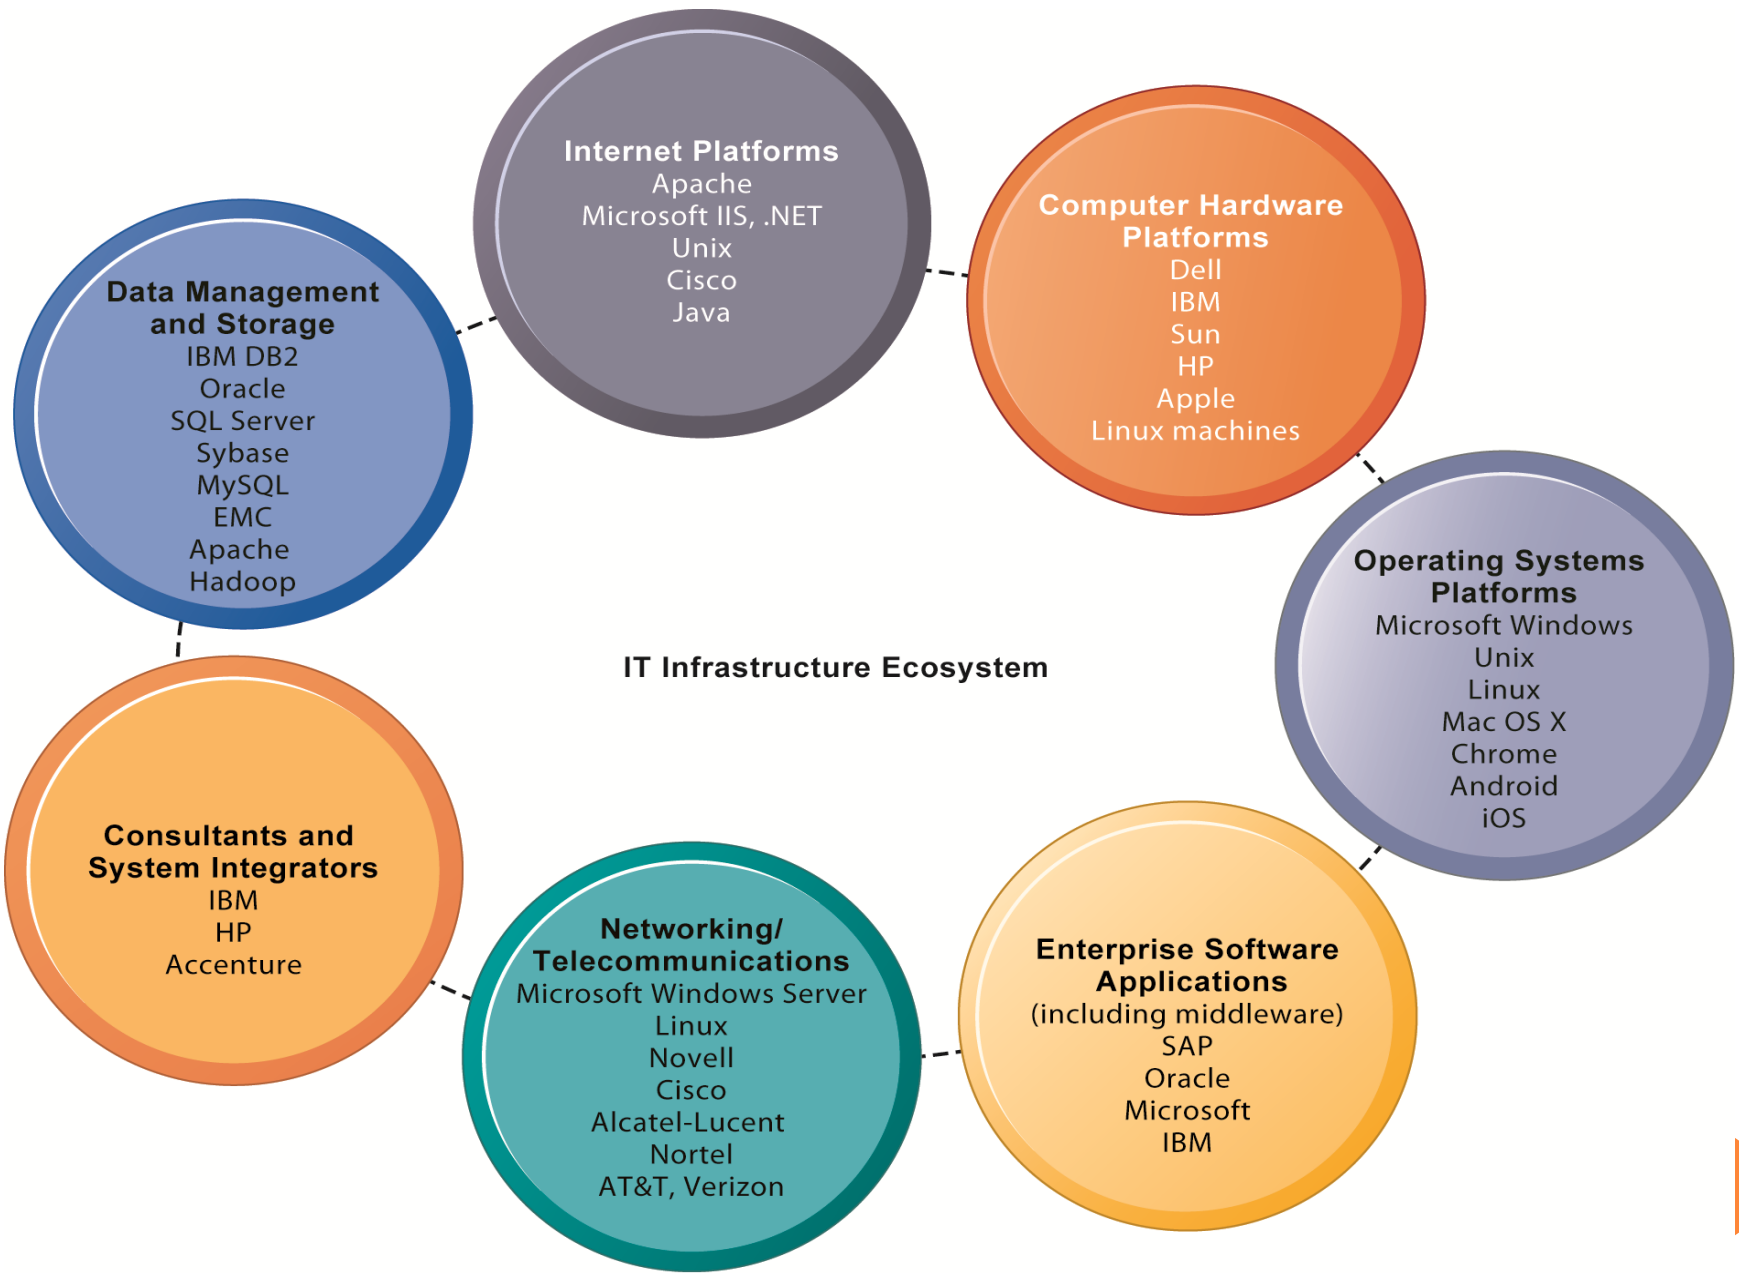 Internet Platforms
Apache
Microsoft IIS, .NET
Unix
Cisco
Java
Computer Hardware
Platforms
Dell
IBM
Sun
HP
Apple
Linux machines
Operating Systems
Platforms
Microsoft Windows
Unix
Linux
Mac OS X
Chrome
Android
iOS
Enterprise Software
Applications
(including middleware)
SAP
Oracle
Microsoft
IBM
Networking/
Telecommunications
Microsoft Windows Server
Linux
Novell
Cisco
Alcatel-Lucent
Nortel
AT&T, Verizon
Consultants and
System Integrators
IBM
HP
Accenture
Data Management
and Storage
IBM DB2
Oracle
SQL Server
Sybase
MySQL
EMC
Apache
Hadoop
IT Infrastructure Ecosystem